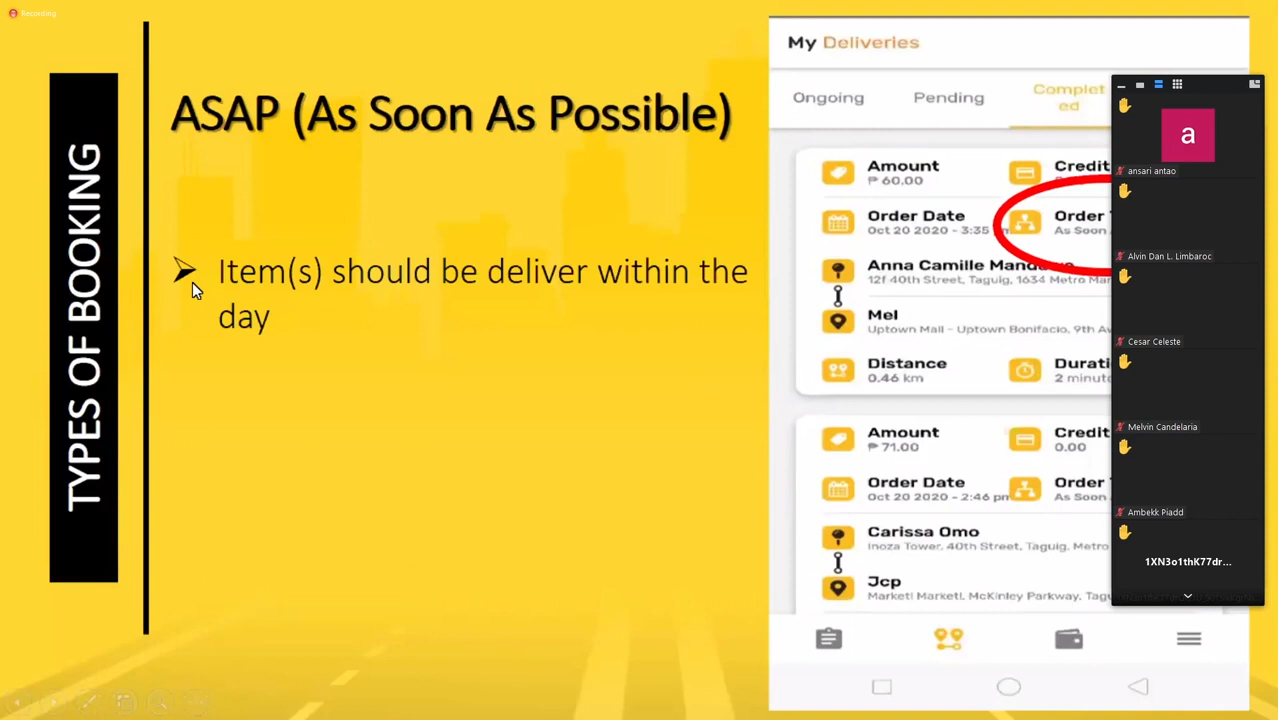 Recording
TYPES OF BOOKING
ASAP (As Soon As Possible)
Item(s) should be deliver within the
day
My Deliveries
Ongoing
Pending
Complet
ed
Amount
₱ 60.00
Credit
Order Date
Oct 20 2020 - 3:35
Order
As Soon
Anna Camille
12f 40th Street, Taguig, 1634 Metro
Mel
Uptown Mall - Uptown Bonifacio, 9th
Distance
0.46 km
Amount
₱ 71.00
Credit
0.00
Order Date
Oct 20 2020 - 2:46 pm
Order
As Soon
Carissa Omo
Inoza Tower, 40th Street, Taguig, Metro
Jcp
Market! Market!, McKinley Parkway, Taguig
a
ansari antao
Alvin Dan L. Limbaroc
Cesar Celeste
Melvin Candelaria
Ambekk Piadd
1XN3o1thK77dr...